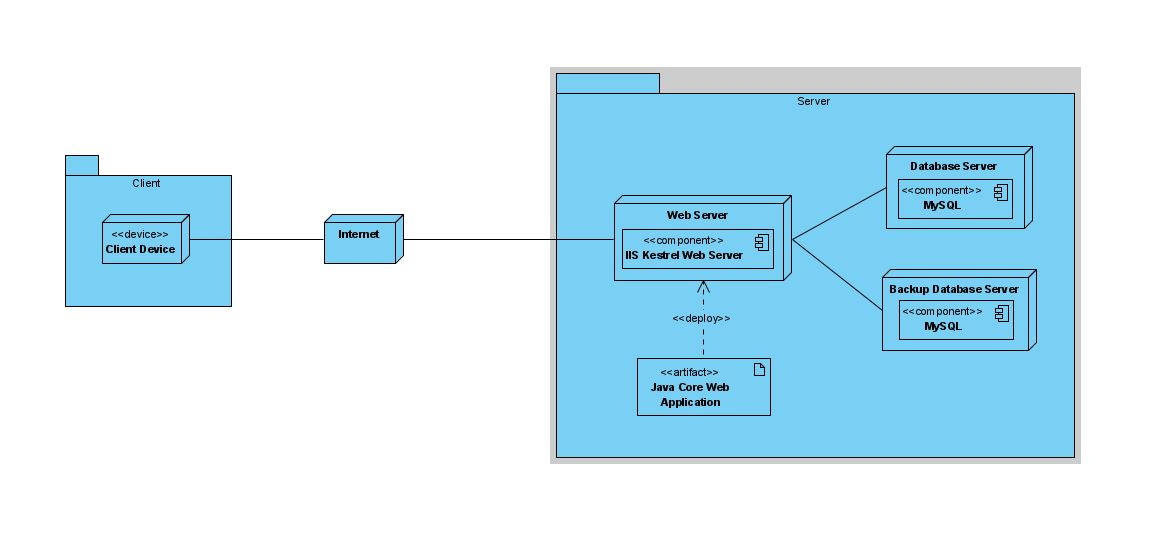 Client
<<device>>
Client Device
Internet
Server
Web Server
<<component>>
IIS Kestrel Web Server
<<deploy>>
<<artifact>>
Java Core Web
Application
Database Server
<<component>>
MySQL
Backup Database Server
<<component>>
MySQL